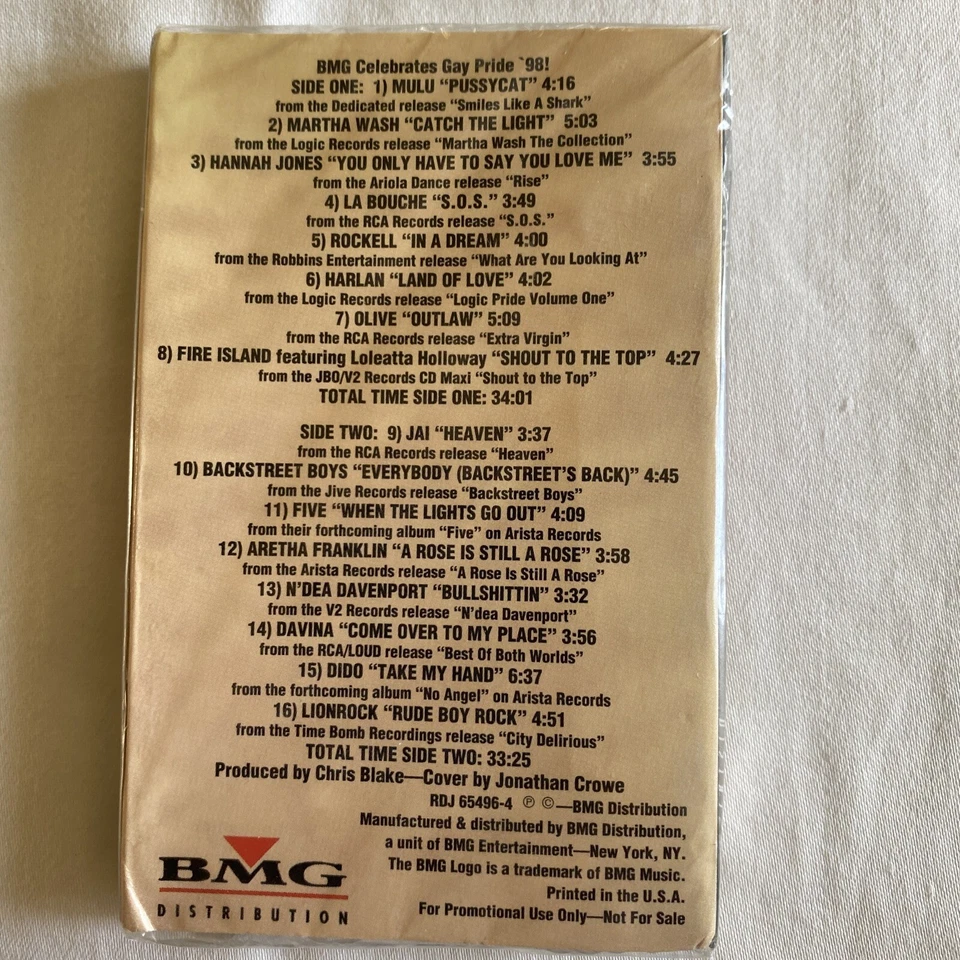 BMG Celebrates Gay Pride `98!
SIDE ONE: 1) MULU “PUSSYCAT” 4:16
from the Dedicated release “Smiles Like A Shark”
2) MARTHA WASH “CATCH THE LIGHT” 5:03
from the Logic Records release “Martha Wash The Collection”
3) HANNAH JONES “YOU ONLY HAVE TO SAY YOU LOVE ME” 3:55
from the Ariola Dance release “Rise”
4) LA BOUCHE “S.O.S.” 3:49
from the RCA Records release “S.O.S.”
5) ROCKELL “IN A DREAM” 4:00
from the Robbins Entertainment release “What Are You Looking At”
6) HARLAN “LAND OF LOVE” 4:02
from the Logic Records release “Logic Pride Volume One”
7) OLIVE “OUTLAW” 5:09
from the RCA Records release “Extra Virgin”
8) FIRE ISLAND featuring Loleatta Holloway “SHOUT TO THE TOP” 4:27
from the JBO/V2 Records CD Maxi “Shout to the Top”
TOTAL TIME SIDE ONE: 34:01
SIDE TWO: 9) JAI “HEAVEN” 3:37
from the RCA Records release “Heaven”
10) BACKSTREET BOYS “EVERYBODY (BACKSTREET’S BACK)” 4:45
from the Jive Records release “Backstreet Boys”
11) FIVE “WHEN THE LIGHTS GO OUT” 4:09
from their forthcoming album “Five” on Arista Records
12) ARETHA FRANKLIN “A ROSE IS STILL A ROSE” 3:58
from the Arista Records release “A Rose Is Still A Rose”
13) N’DEA DAVENPORT “BULLSHITTIN” 3:32
from the V2 Records release “N’dea Davenport”
14) DAVINA “COME OVER TO MY PLACE” 3:56
from the RCA/LOUD release “Best Of Both Worlds”
15) DIDO “TAKE MY HAND” 6:37
from the forthcoming album “No Angel” on Arista Records
16) LIONROCK “RUDE BOY ROCK” 4:51
from the Time Bomb Recordings release “City Delirious”
TOTAL TIME SIDE TWO: 33:25
Produced by Chris Blake—Cover by Jonathan Crowe
RDJ 65496-4 ℗ ©—BMG Distribution
Manufactured & distributed by BMG Distribution,
a unit of BMG Entertainment—New York, NY.
The BMG Logo is a trademark of BMG Music.
Printed in the U.S.A.
For Promotional Use Only—Not For Sale
BMG
DISTRIBUTION